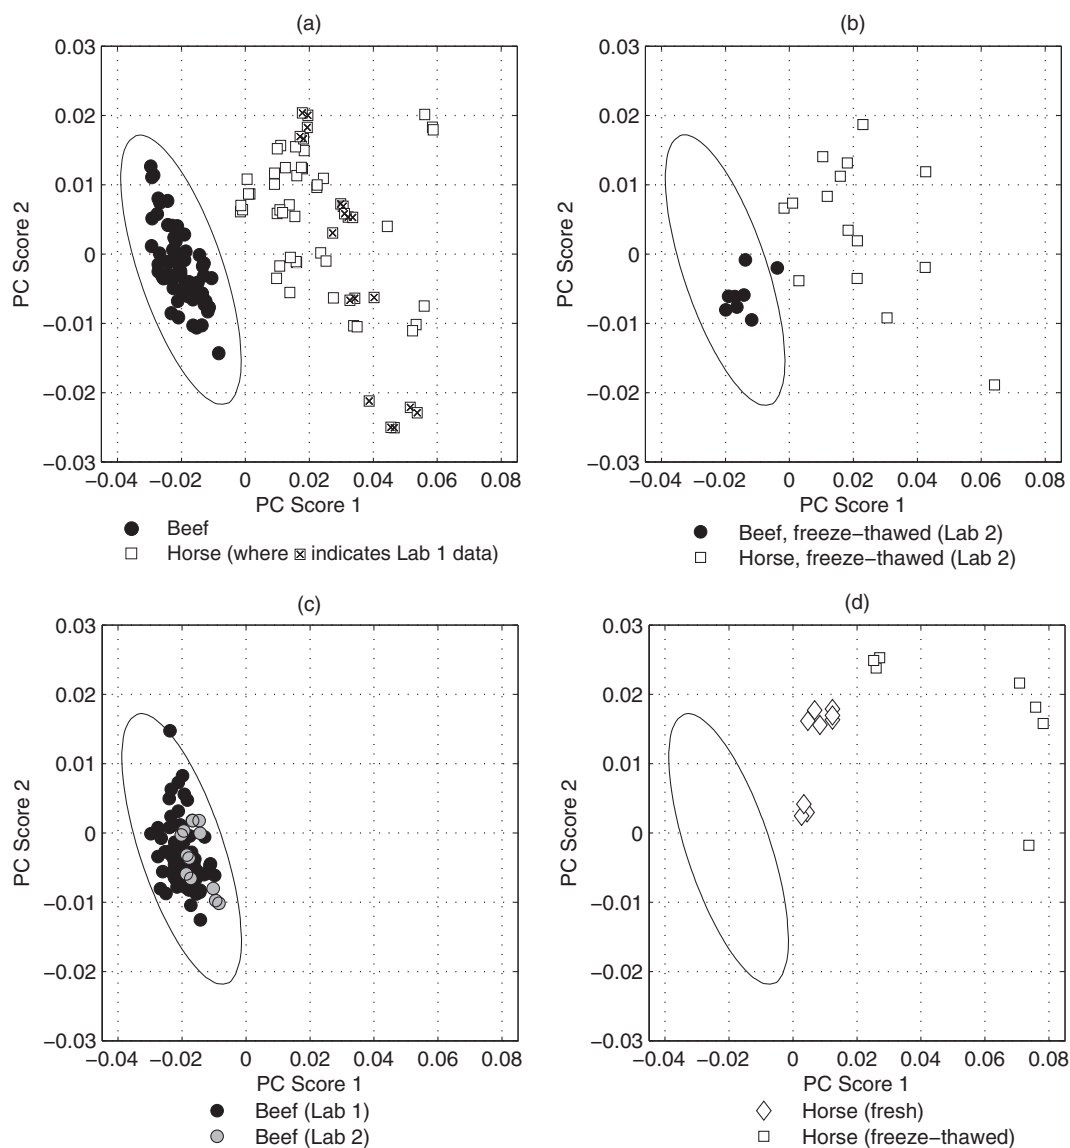 (a)
0.03
0.02
0.01
0
−0.01
−0.02
−0.03
PC Score 2
−0.04 −0.02 0 0.02 0.04 0.06 0.08
PC Score 1
Beef
Horse (where indicates Lab 1 data)
(b)
0.03
0.02
0.01
0
−0.01
−0.02
−0.03
PC Score 2
−0.04 −0.02 0 0.02 0.04 0.06 0.08
PC Score 1
Beef, freeze−thawed (Lab 2)
Horse, freeze−thawed (Lab 2)
(c)
0.03
0.02
0.01
0
−0.01
−0.02
−0.03
PC Score 2
−0.04 −0.02 0 0.02 0.04 0.06 0.08
PC Score 1
Beef (Lab 1)
Beef (Lab 2)
(d)
0.03
0.02
0.01
0
−0.01
−0.02
−0.03
PC Score 2
−0.04 −0.02 0 0.02 0.04 0.06 0.08
PC Score 1
Horse (fresh)
Horse (freeze−thawed)